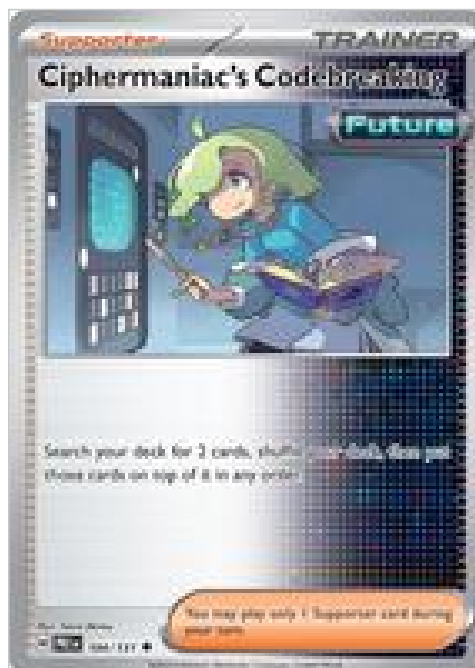 Supporter
TRAINER
Ciphermaniac's Codebreaking
Future
Search your deck for 2 cards, shuffle your deck, then put
those cards on top of it in any order.
You may play only 1 Supporter card during
your turn.